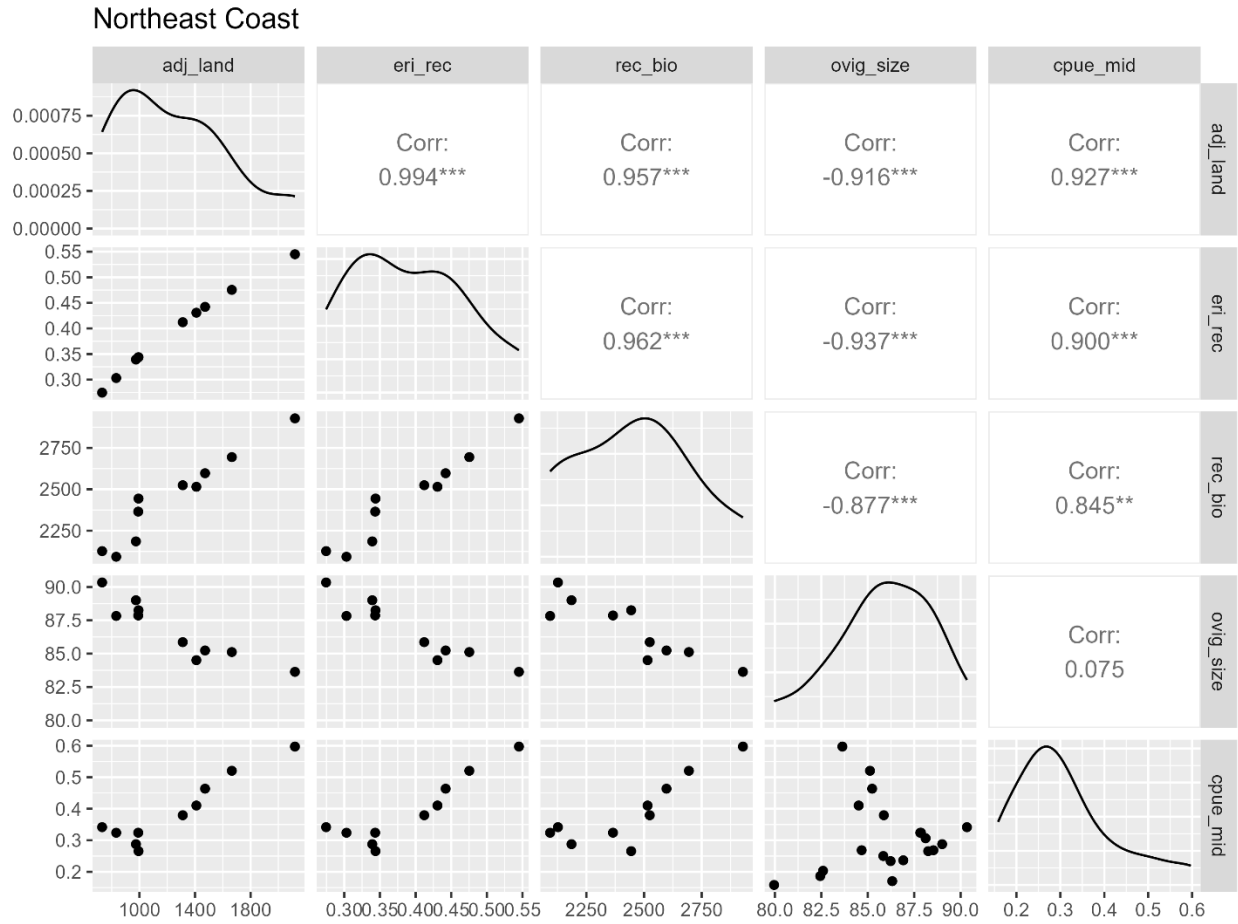 Northeast Coast
adj_land eri_rec rec_bio ovig_size cpue_mid
0.00075
0.00050
0.00025
0.00000
Corr:
0.994***
Corr:
0.957***
Corr:
-0.916***
Corr:
0.927***
adj_land
0.55
0.50
0.45
0.40
0.35
0.30
Corr:
0.962***
Corr:
-0.937***
Corr:
0.900***
eri_rec
2750
2500
2250
Corr:
-0.877***
Corr:
0.845**
rec_bio
90.0
87.5
85.0
82.5
80.0
Corr:
0.075
ovig_size
0.6
0.5
0.4
0.3
0.2
cpue_mid
1000 1400 1800 0.300.350.400.450.500.55 2250 2500 2750 80.0 82.5 85.0 87.5 90.0 0.2 0.3 0.4 0.5 0.6